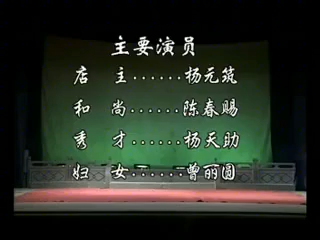 主要演员
店 主......杨元筑
和 尚......陈春赐
秀 才......杨天助
妇 女......曾丽圆